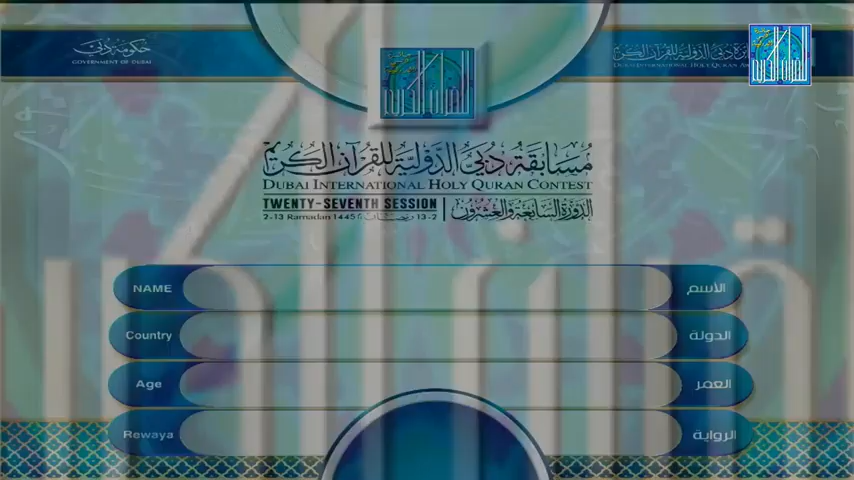 حكومة دبي
GOVERNMENT OF DUBAI
مسابقة دبي الدولية للقرآن الكريم
DUBAI INTERNATIONAL HOLY QURAN CONTEST
TWENTY-SEVENTH SESSION
الدورة السابعة والعشرون
2-13 Ramadan 1445
NAME
الأسم
Country
الدولة
Age
العمر
Rewaya
الرواية